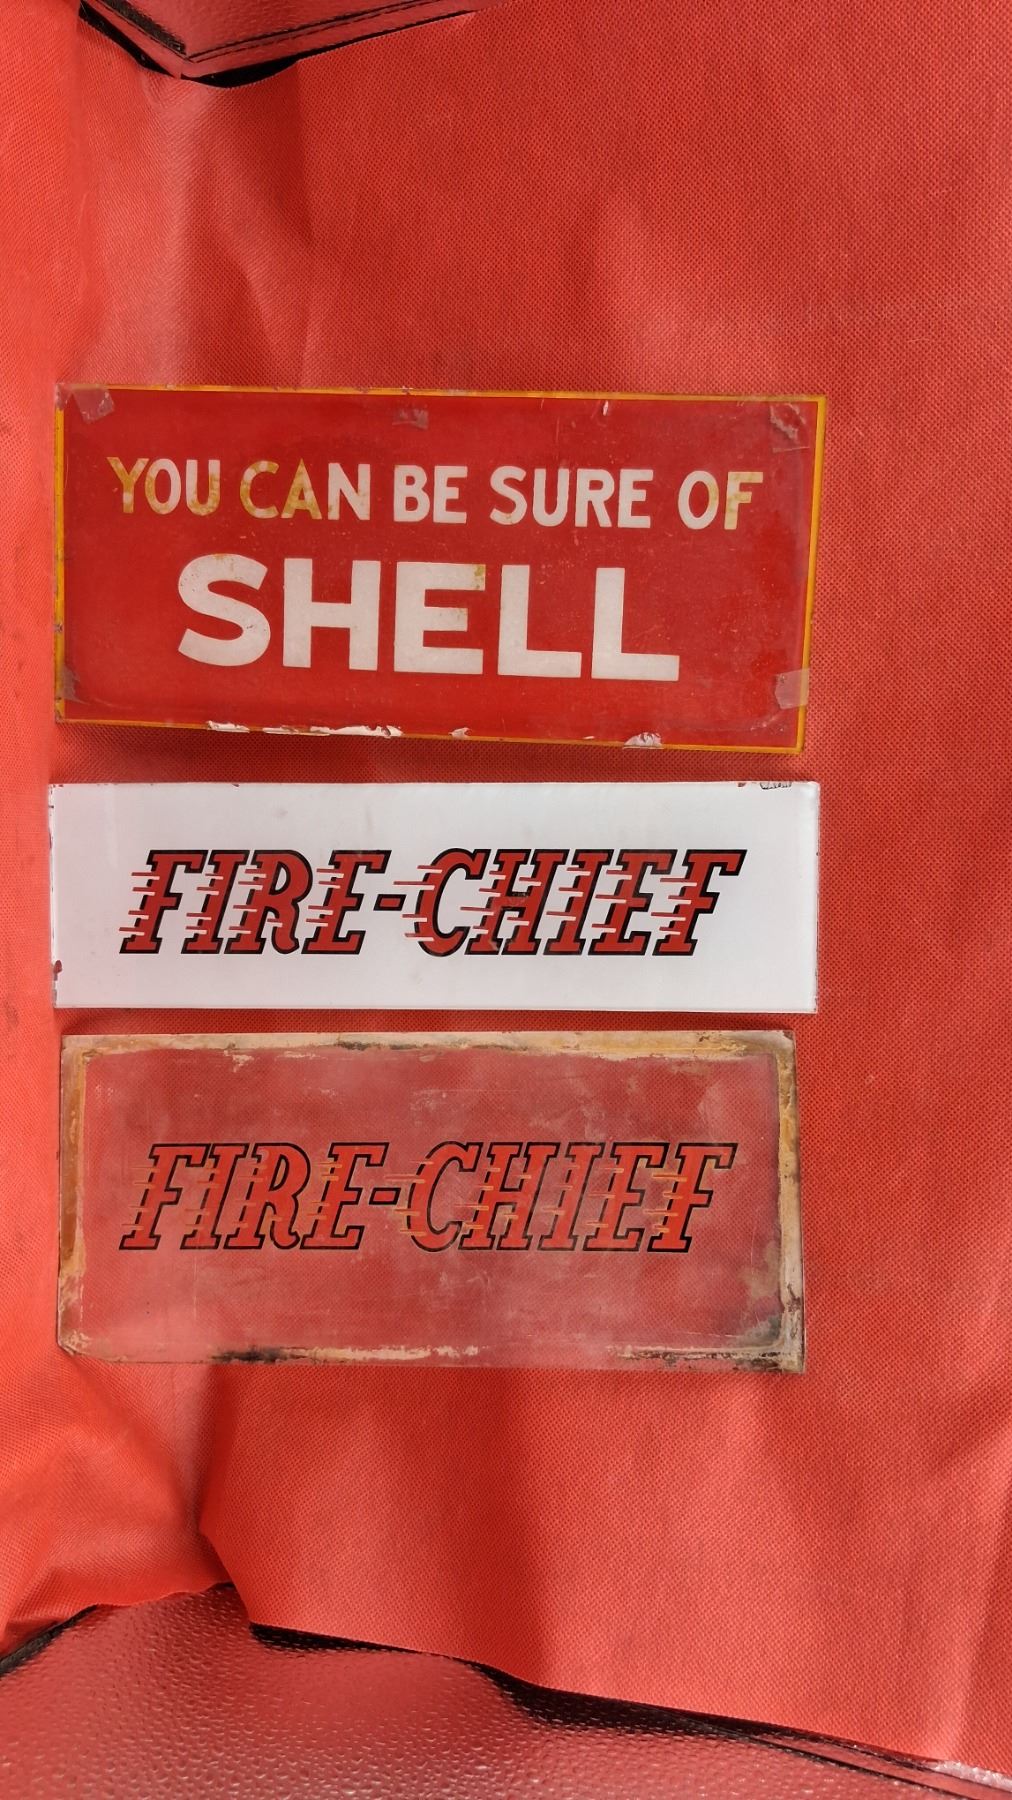 YOU CAN BE SURE OF
SHELL
FIRE-CHIEF
FIRE-CHIEF